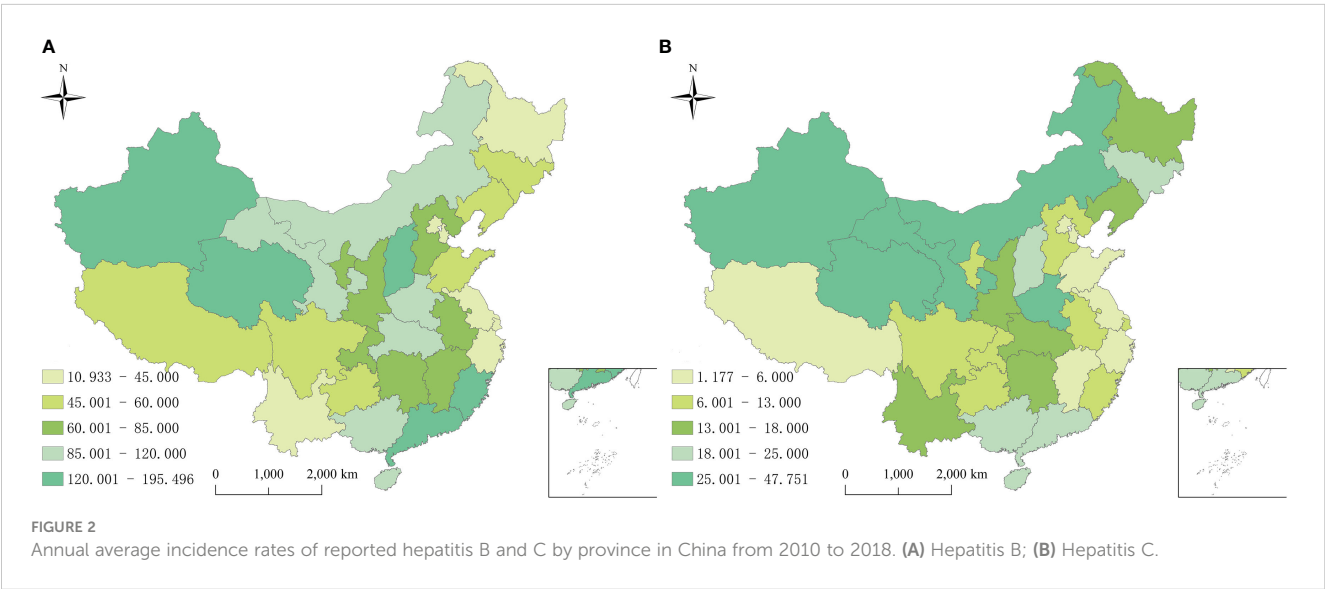 A
N
10.933 - 45.000
45.001 - 60.000
60.001 - 85.000
85.001 - 120.000
120.001 - 195.496
0 1,000 2,000 km
B
N
1.177 - 6.000
6.001 - 13.000
13.001 - 18.000
18.001 - 25.000
25.001 - 47.751
0 1,000 2,000 km
FIGURE 2
Annual average incidence rates of reported hepatitis B and C by province in China from 2010 to 2018. (A) Hepatitis B; (B) Hepatitis C.